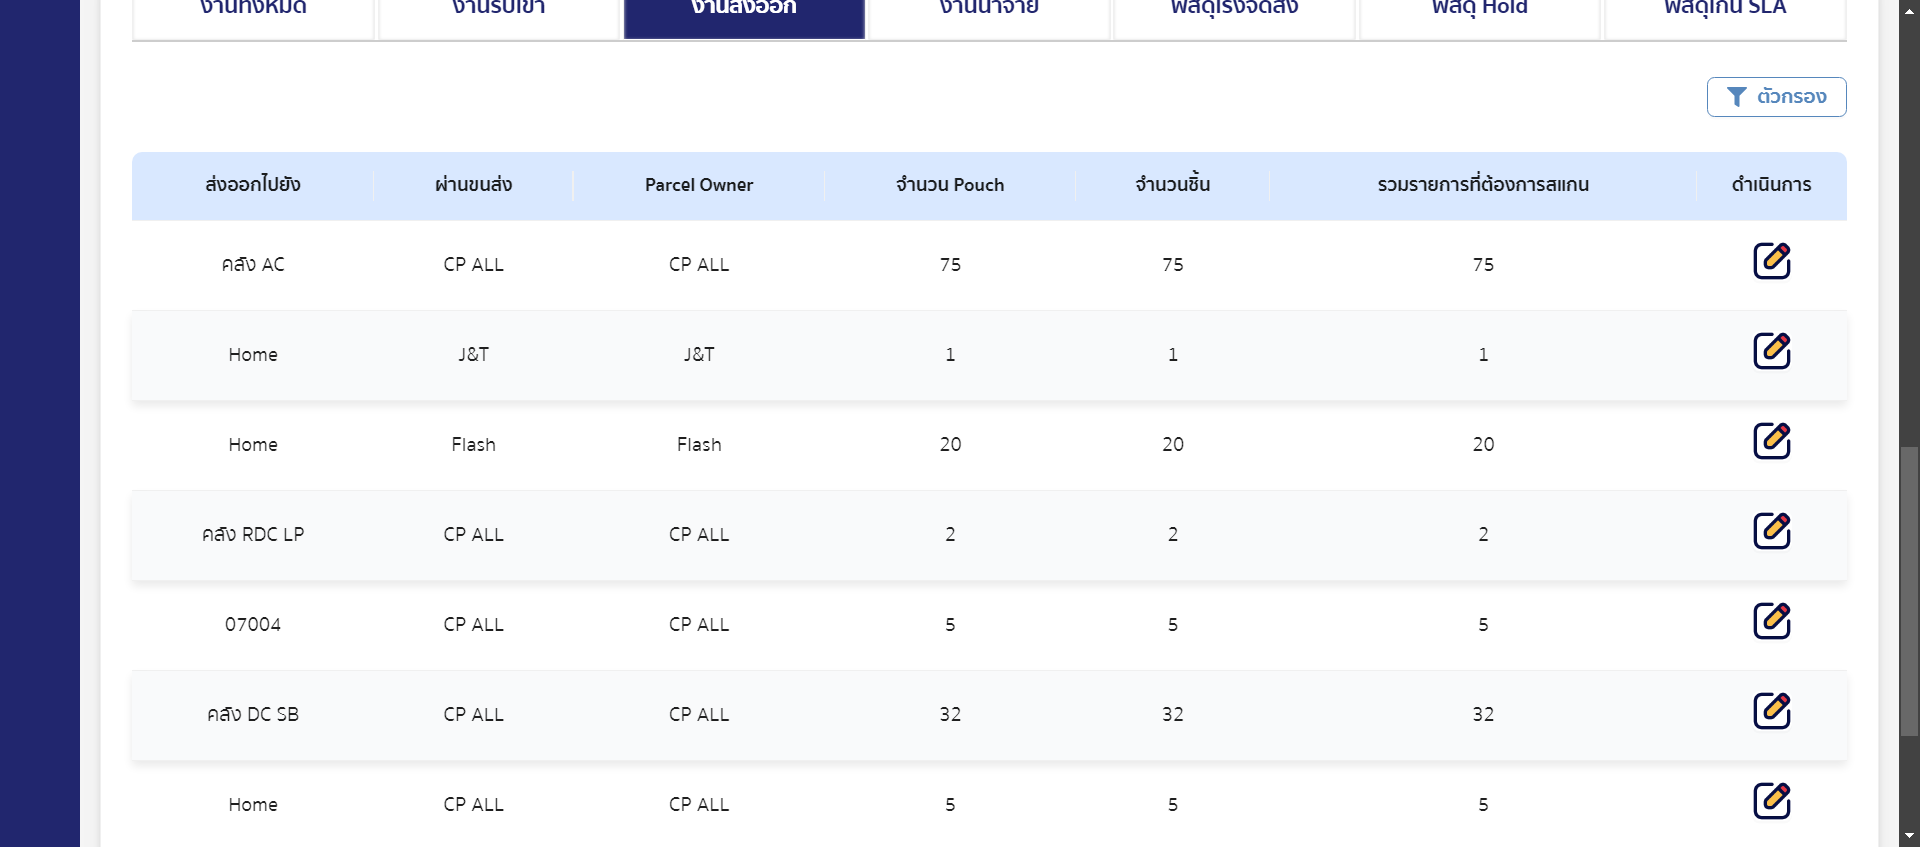 งานทั้งหมด งานรับเข้า งานส่งออก งานนำจ่าย พัสดุเร่งจัดส่ง พัสดุ Hold พัสดุเกิน SLA
ตัวกรอง
ส่งออกไปยัง ผ่านขนส่ง Parcel Owner จำนวน Pouch จำนวนชิ้น รวมรายการที่ต้องการสแกน ดำเนินการ
คลัง AC CP ALL CP ALL 75 75 75
Home J&T J&T 1 1 1
Home Flash Flash 20 20 20
คลัง RDC LP CP ALL CP ALL 2 2 2
07004 CP ALL CP ALL 5 5 5
คลัง DC SB CP ALL CP ALL 32 32 32
Home CP ALL CP ALL 5 5 5